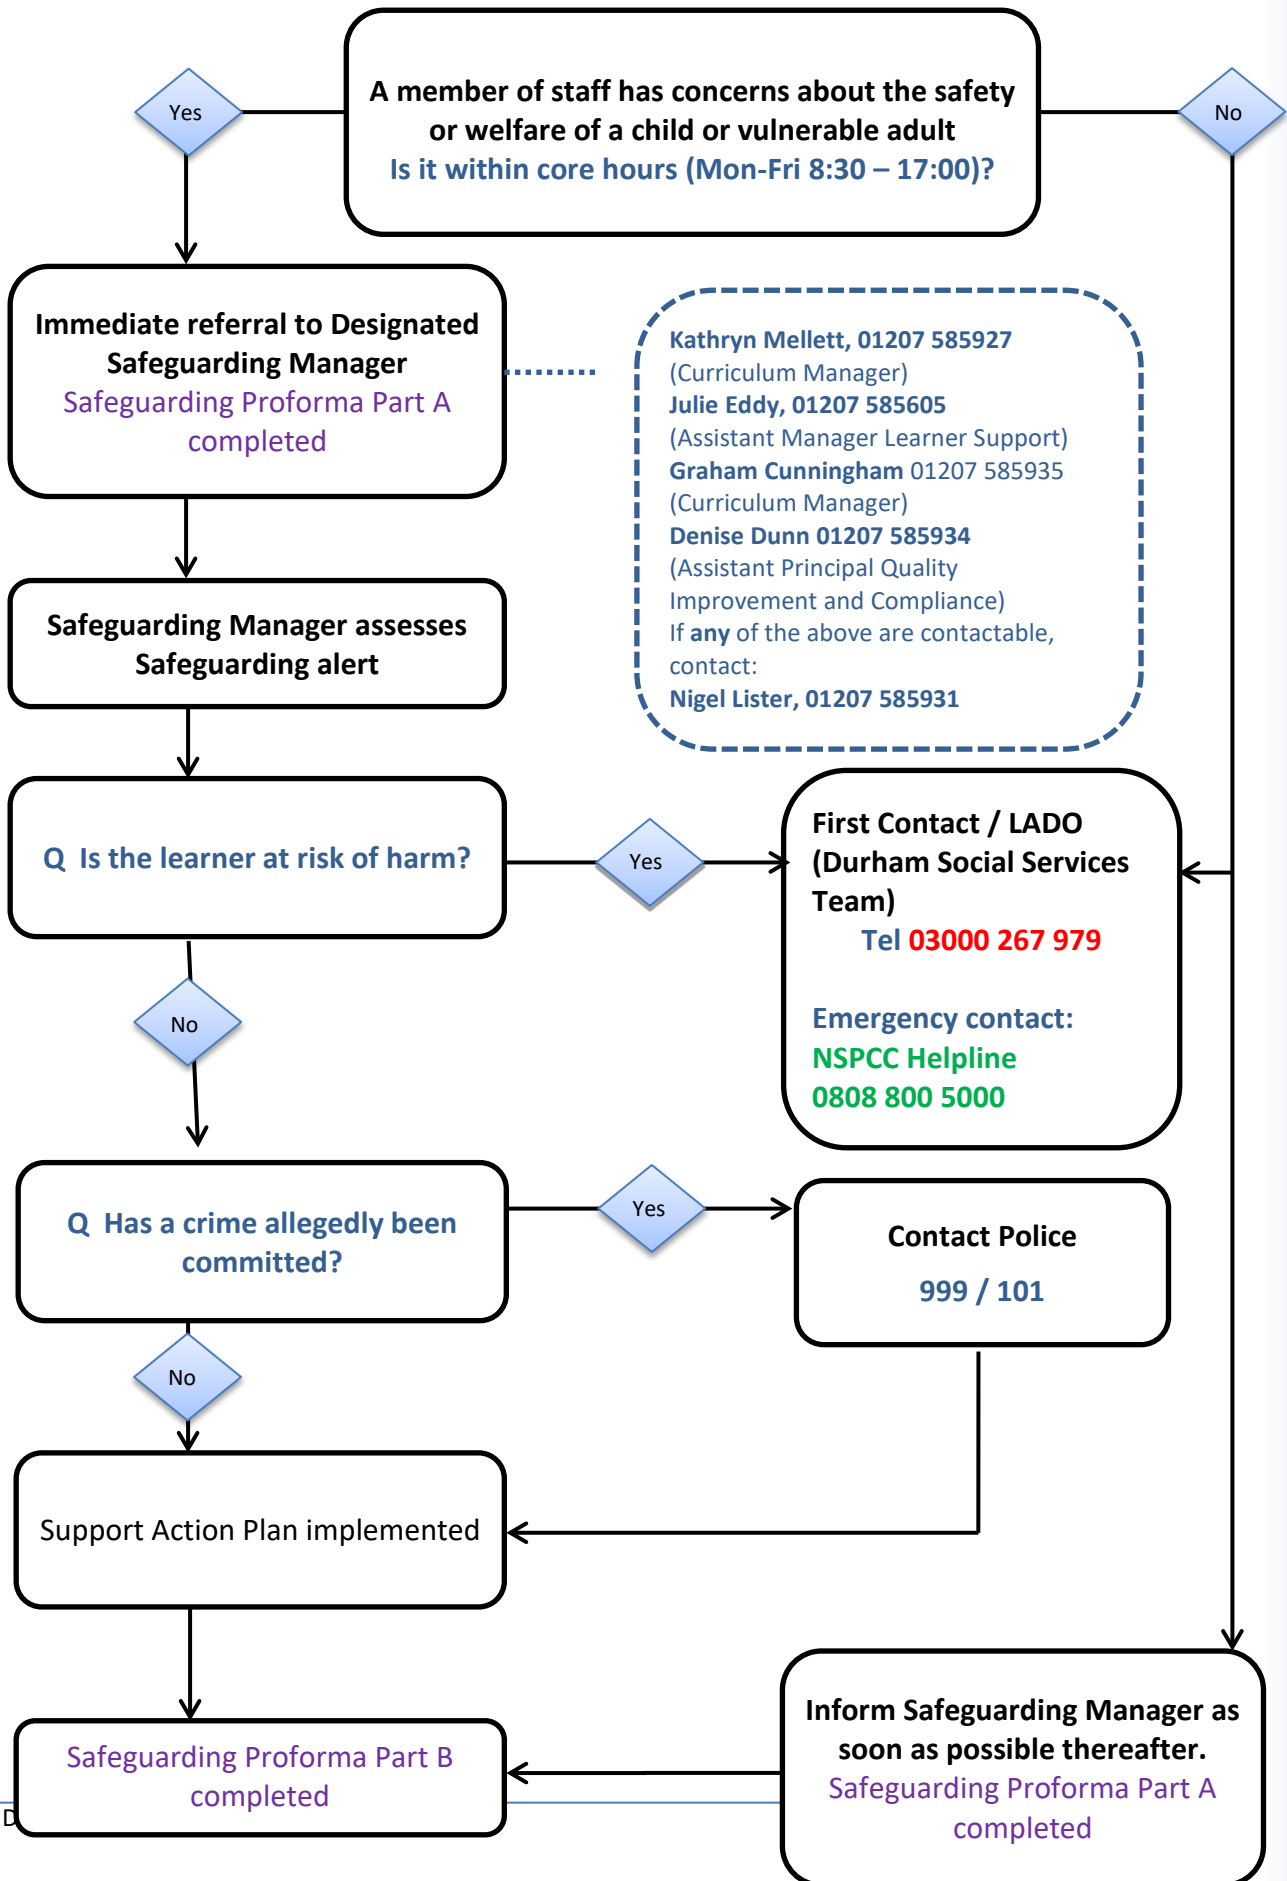 A member of staff has concerns about the safety
or welfare of a child or vulnerable adult
Is it within core hours (Mon-Fri 8:30 – 17:00)?
Yes
No
Immediate referral to Designated
Safeguarding Manager
Safeguarding Proforma Part A
completed
Kathryn Mellett, 01207 585927
(Curriculum Manager)
Julie Eddy, 01207 585605
(Assistant Manager Learner Support)
Graham Cunningham 01207 585935
(Curriculum Manager)
Denise Dunn 01207 585934
(Assistant Principal Quality
Improvement and Compliance)
If any of the above are contactable,
contact:
Nigel Lister, 01207 585931
Safeguarding Manager assesses
Safeguarding alert
Q Is the learner at risk of harm?
Yes
First Contact / LADO
(Durham Social Services
Team)
Tel 03000 267 979
Emergency contact:
NSPCC Helpline
0808 800 5000
No
Q Has a crime allegedly been
committed?
Yes
Contact Police
999 / 101
No
Support Action Plan implemented
Inform Safeguarding Manager as
soon as possible thereafter.
Safeguarding Proforma Part A
completed
Safeguarding Proforma Part B
completed